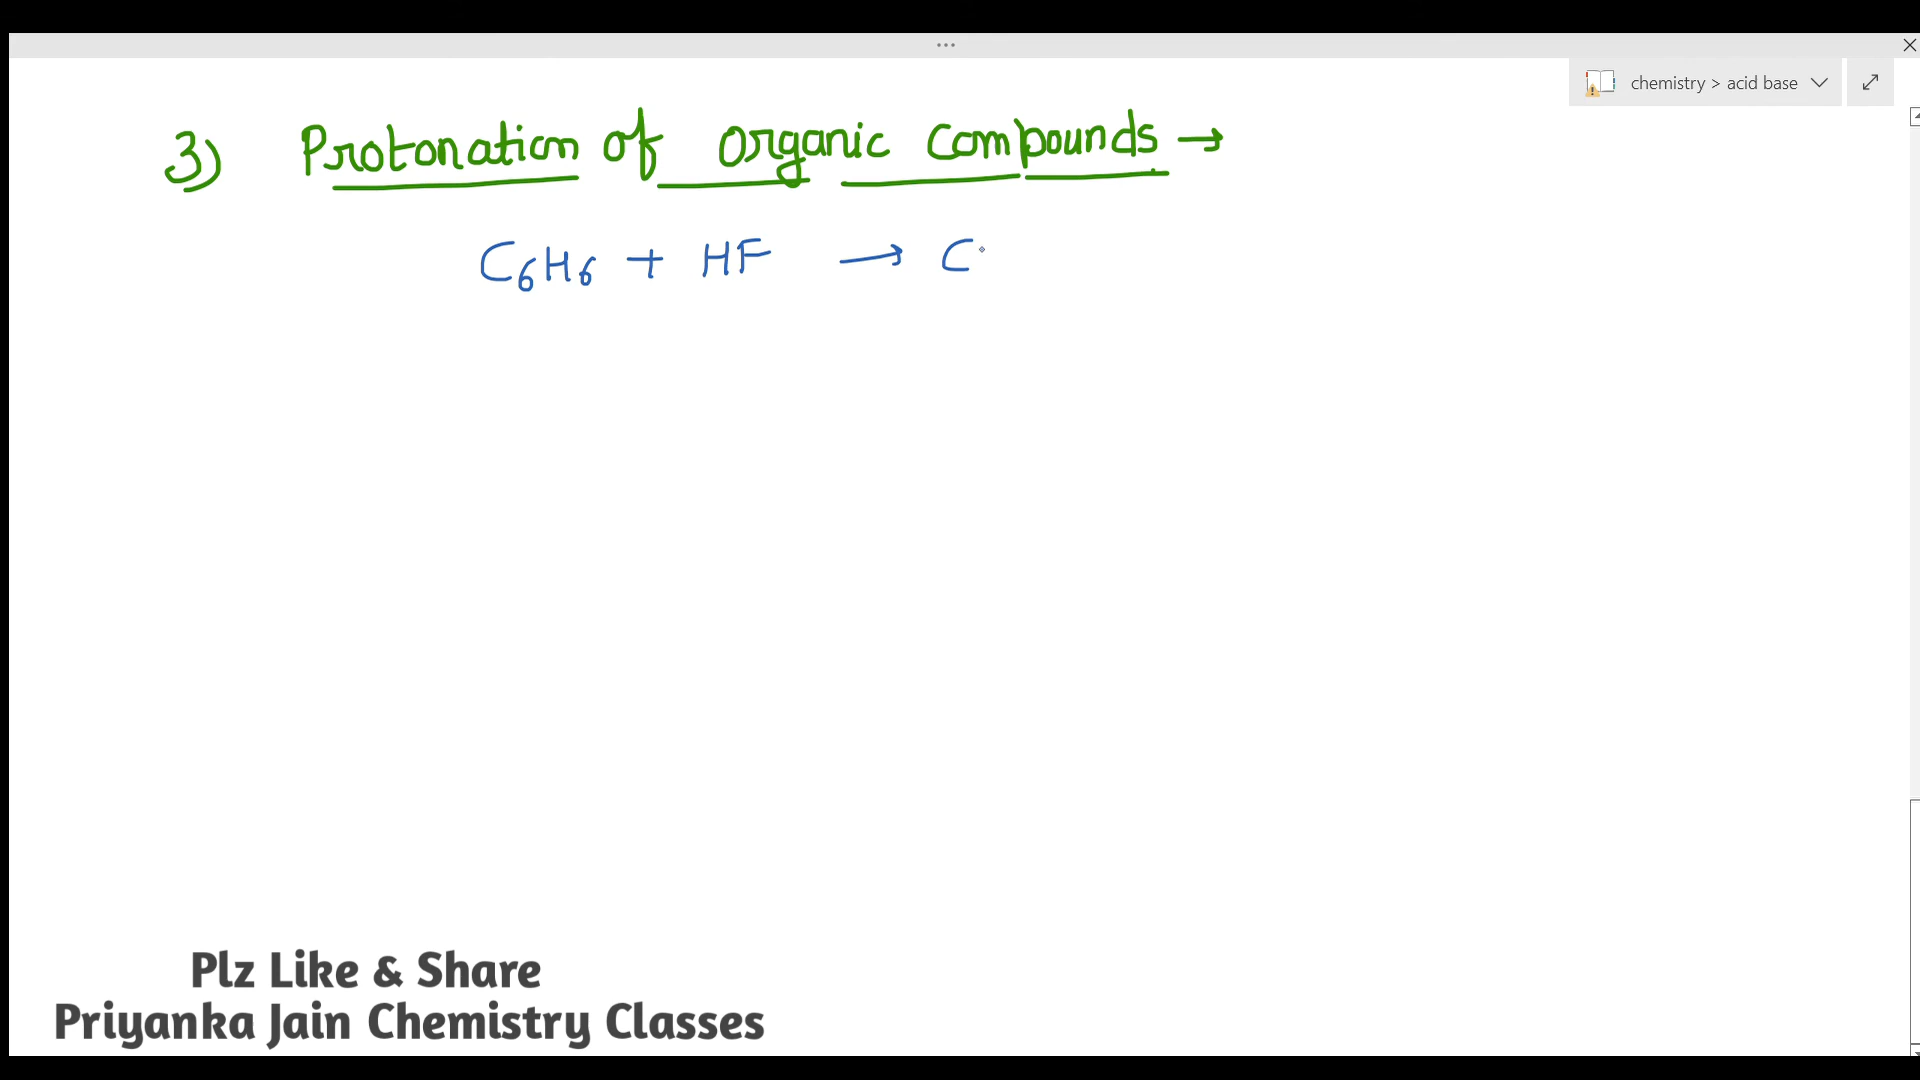 chemistry > acid base
3) Protonation of organic compounds →
C₆H₆ + HF → C
Plz Like & Share
Priyanka Jain Chemistry Classes